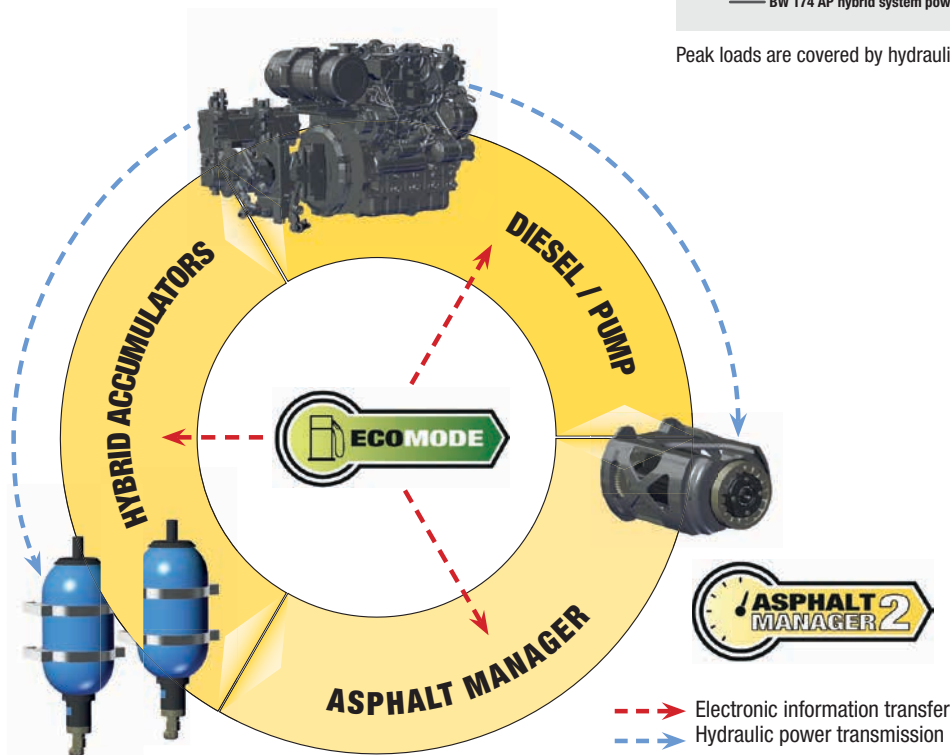 BW 174 AP hybrid system pow
Peak loads are covered by hydrauli
DIESEL / PUMP
HYBRID ACCUMULATORS
ECOMODE
ASPHALT
MANAGER 2
ASPHALT MANAGER
Electronic information transfer
Hydraulic power transmission